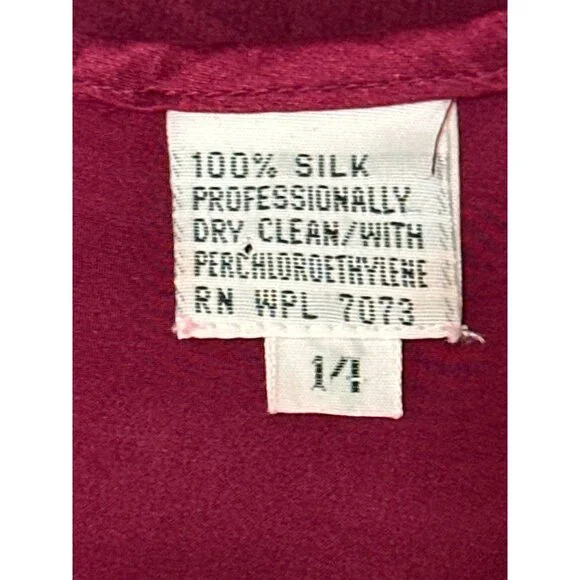 100% SILK
PROFESSIONALLY
DRY CLEAN/WITH
PERCHLOROETHYLENE
RN WPL 7073
14